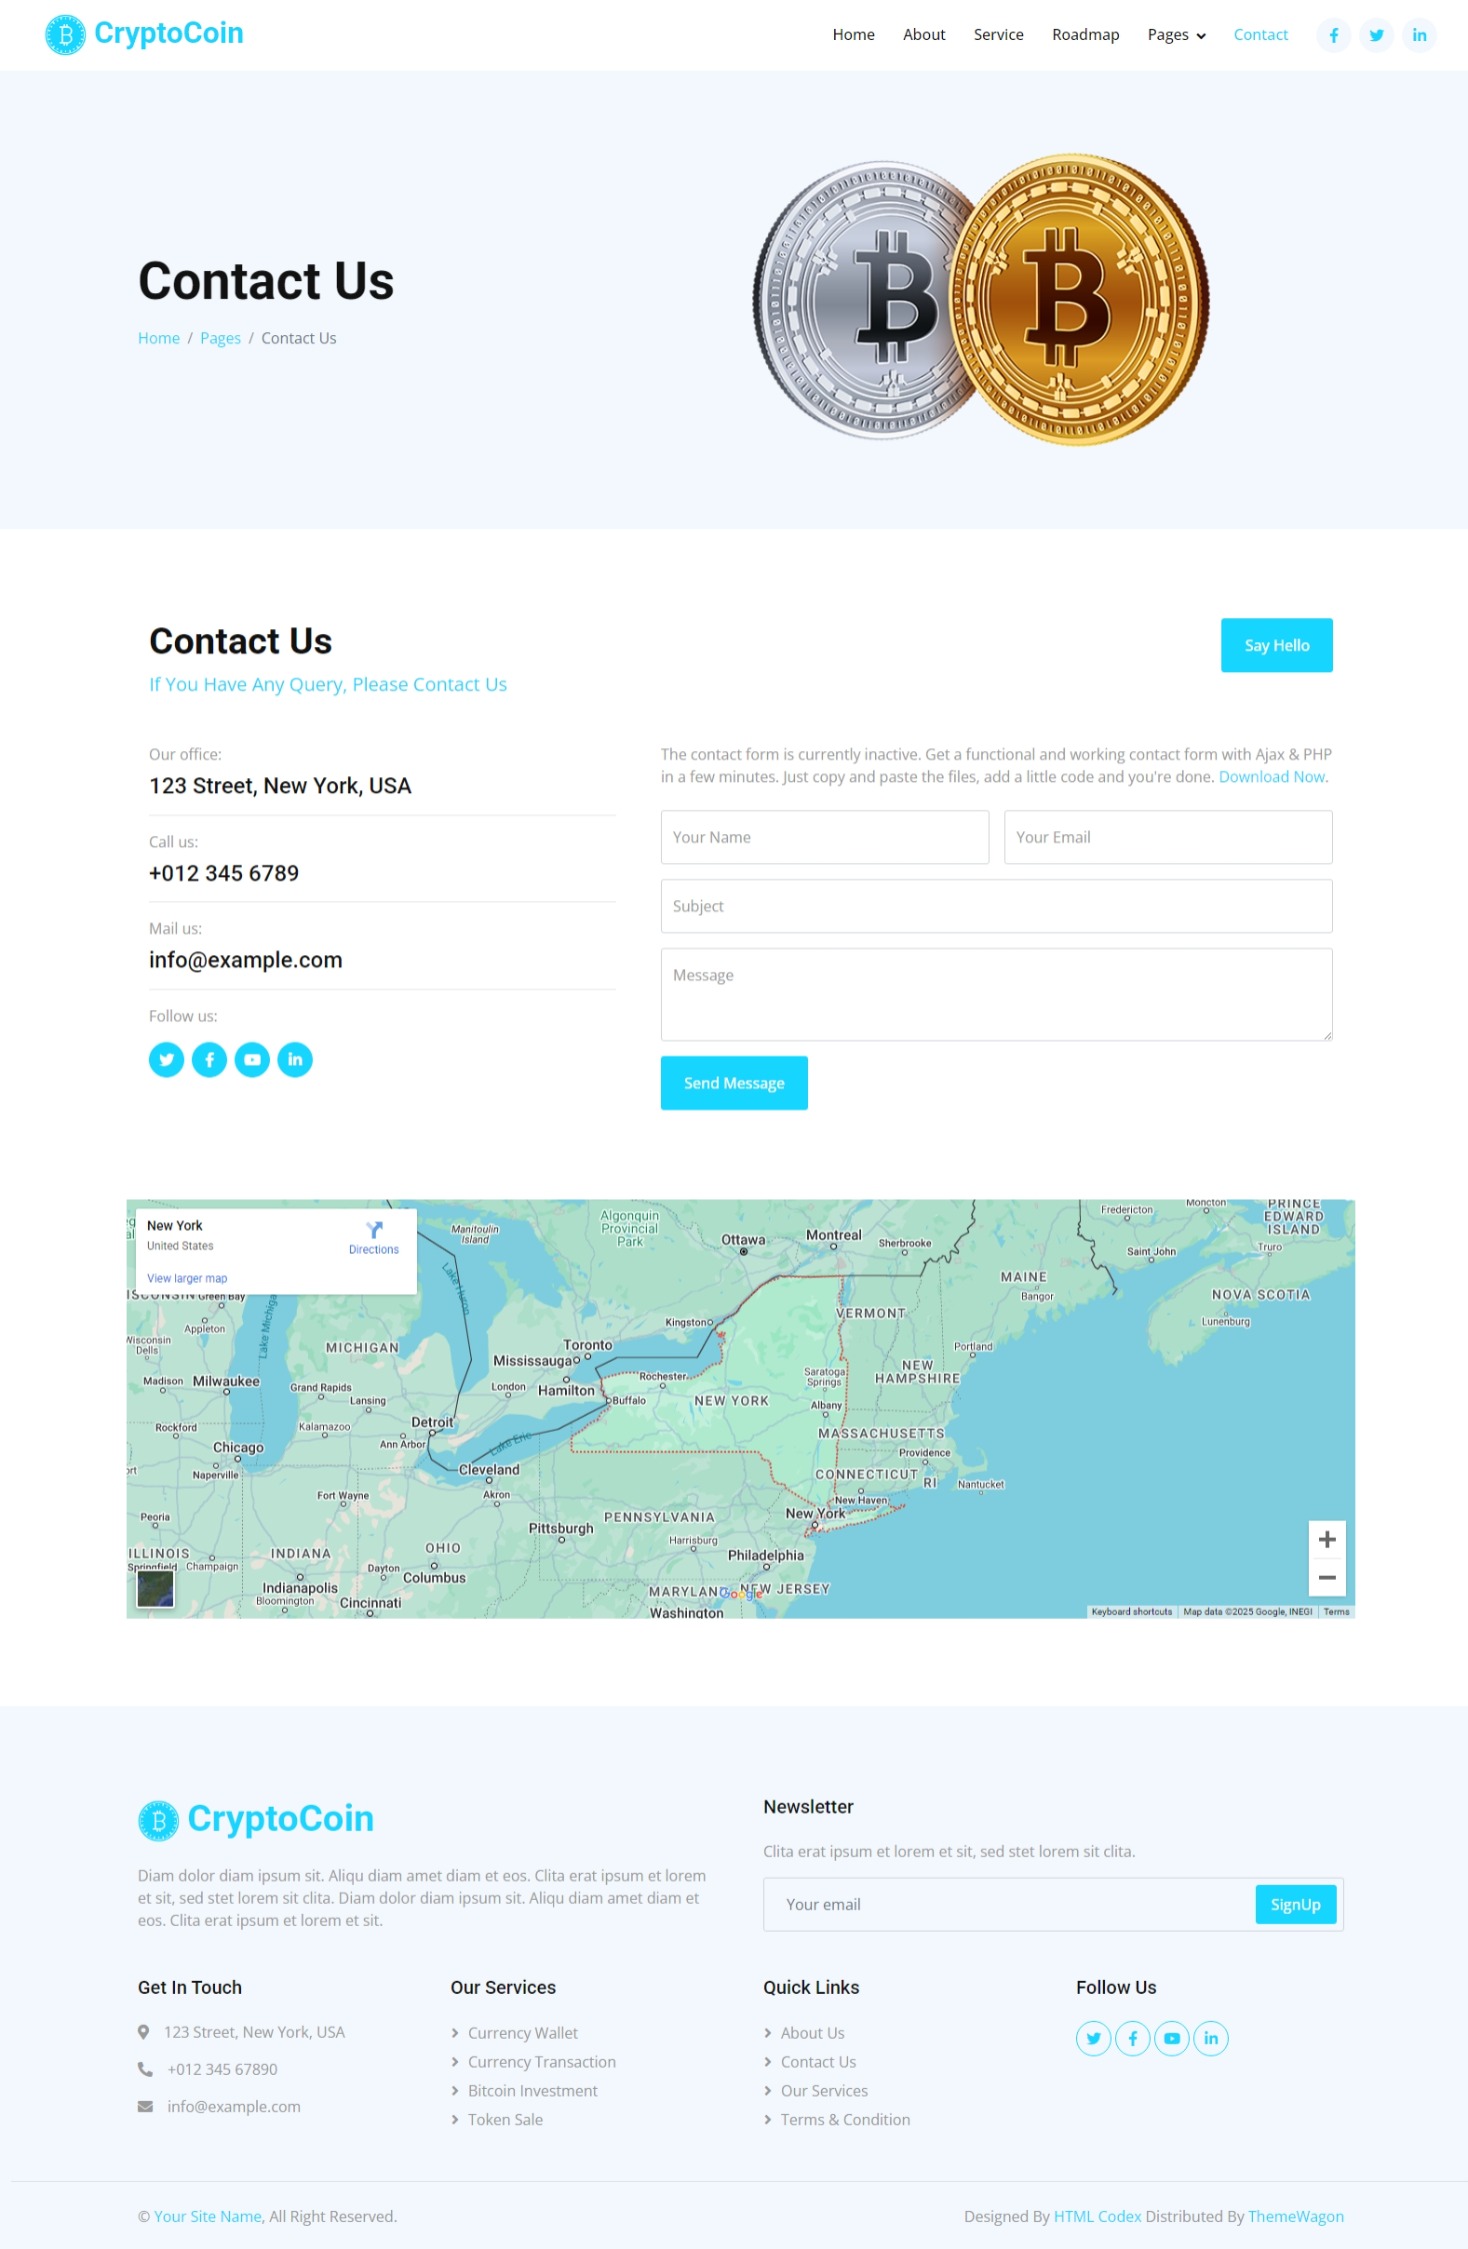 CryptoCoin
Home About Service Roadmap Pages Contact
Contact Us
Home / Pages / Contact Us
Contact Us
If You Have Any Query, Please Contact Us
Say Hello
Our office:
123 Street, New York, USA
Call us:
+012 345 6789
Mail us:
info@example.com
Follow us:
The contact form is currently inactive. Get a functional and working contact form with Ajax & PHP
in a few minutes. Just copy and paste the files, add a little code and you're done. Download Now.
Your Name
Your Email
Subject
Message
Send Message
New York
United States
Directions
View larger map
Manitoulin
Island
Algonquin
Provincial
Park
Ottawa
Montreal
Sherbrooke
Fredericton
Moncton
PRINCE
EDWARD
ISLAND
Saint John
Truro
MAINE
Bangor
NOVA SCOTIA
Lunenburg
Green Bay
Appleton
Wisconsin
Dells
Lake Huron
MICHIGAN
Kingston
VERMONT
Toronto
Mississauga
Portland
Madison
Milwaukee
Grand Rapids
Lansing
London
Hamilton
Rochester
Buffalo
NEW YORK
Saratoga
Springs
NEW
HAMPSHIRE
Albany
Rockford
Kalamazoo
Detroit
Ann Arbor
Lake Erie
MASSACHUSETTS
Providence
Chicago
Naperville
Cleveland
CONNECTICUT
RI
Nantucket
Fort Wayne
Akron
New Haven
New York
Peoria
PENNSYLVANIA
Pittsburgh
Harrisburg
Philadelphia
ILLINOIS
Springfield
Champaign
INDIANA
OHIO
Dayton
Columbus
Indianapolis
Bloomington
Cincinnati
NEW JERSEY
Google
Washington
Keyboard shortcuts Map data ©2025 Google, INEGI Terms
CryptoCoin
Diam dolor diam ipsum sit. Aliqu diam amet diam et eos. Clita erat ipsum et lorem
et sit, sed stet lorem sit clita. Diam dolor diam ipsum sit. Aliqu diam amet diam et
eos. Clita erat ipsum et lorem et sit.
Newsletter
Clita erat ipsum et lorem et sit, sed stet lorem sit clita.
Your email
SignUp
Get In Touch
123 Street, New York, USA
+012 345 67890
info@example.com
Our Services
Currency Wallet
Currency Transaction
Bitcoin Investment
Token Sale
Quick Links
About Us
Contact Us
Our Services
Terms & Condition
Follow Us
© Your Site Name, All Right Reserved.
Designed By HTML Codex Distributed By ThemeWagon